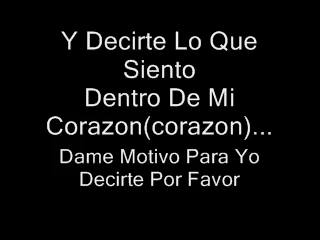 Y Decirte Lo Que
Siento
Dentro De Mi
Corazon(corazon)...
Dame Motivo Para Yo
Decirte Por Favor